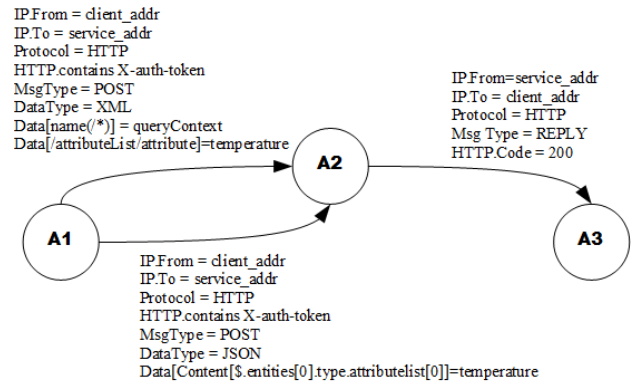 IP.From = client_addr
IP.To = service_addr
Protocol = HTTP
HTTP.contains X-auth-token
MsgType = POST
DataType = XML
Data[name(/*)] = queryContext
Data[/attributeList/attribute]=temperature
IP.From=service_addr
IP.To = client_addr
Protocol = HTTP
Msg Type = REPLY
HTTP.Code = 200
A2
A1
A3
IP.From = client_addr
IP.To = service_addr
Protocol = HTTP
HTTP.contains X-auth-token
MsgType = POST
DataType = JSON
Data[Content[$.entities[0].type.attributelist[0]]=temperature